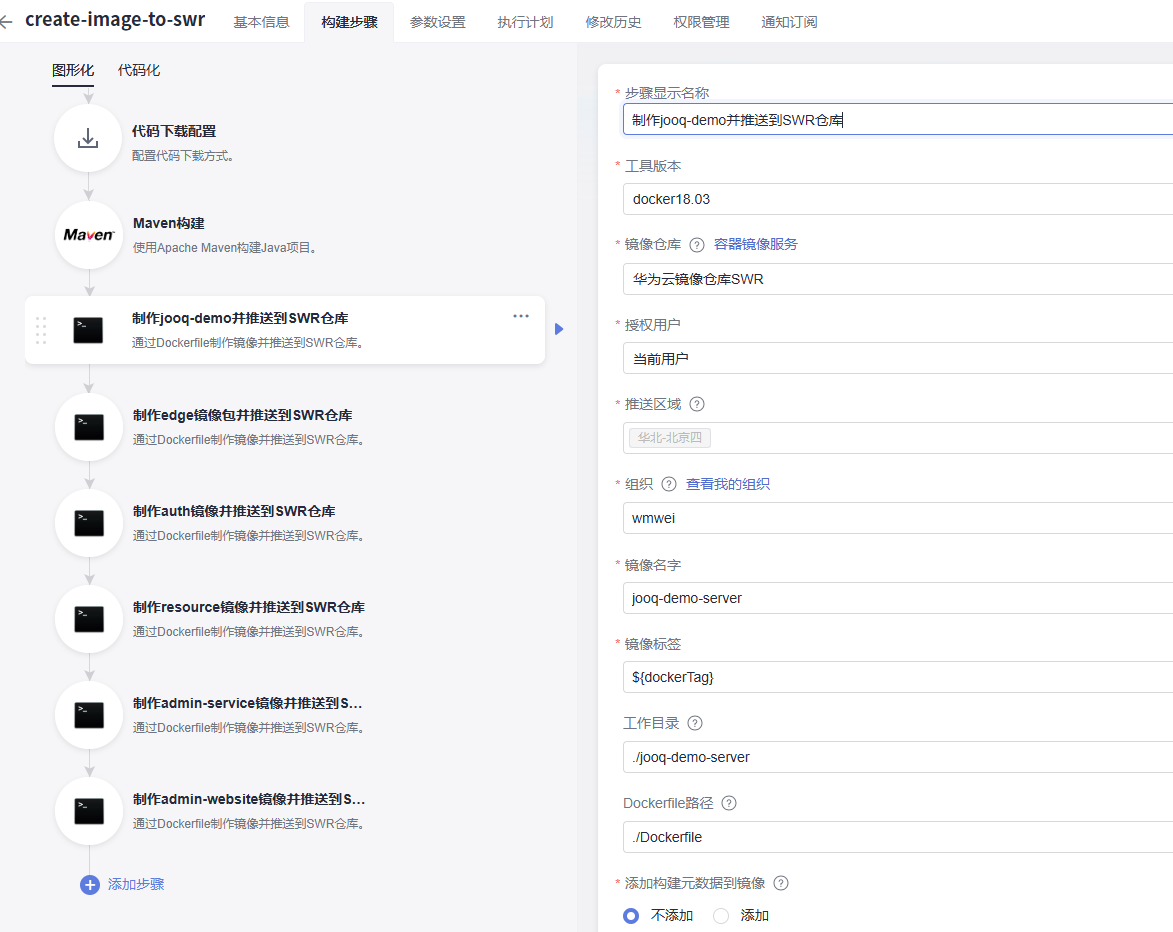 create-image-to-swr 基本信息 构建步骤 参数设置 执行计划 修改历史 权限管理 通知订阅
图形化 代码化
代码下载配置
配置代码下载方式。
Maven
Maven构建
使用Apache Maven构建Java项目。
制作jooq-demo并推送到SWR仓库
通过Dockerfile制作镜像并推送到SWR仓库。
制作edge镜像包并推送到SWR仓库
通过Dockerfile制作镜像并推送到SWR仓库。
制作auth镜像并推送到SWR仓库
通过Dockerfile制作镜像并推送到SWR仓库。
制作resource镜像并推送到SWR仓库
通过Dockerfile制作镜像并推送到SWR仓库。
制作admin-service镜像并推送到S...
通过Dockerfile制作镜像并推送到SWR仓库。
制作admin-website镜像并推送到S...
通过Dockerfile制作镜像并推送到SWR仓库。
添加步骤
* 步骤显示名称
制作jooq-demo并推送到SWR仓库
* 工具版本
docker18.03
* 镜像仓库 ? 容器镜像服务
华为云镜像仓库SWR
* 授权用户
当前用户
* 推送区域 ?
华北-北京四
* 组织 ? 查看我的组织
wmwei
* 镜像名字
jooq-demo-server
* 镜像标签
${dockerTag}
工作目录 ?
./jooq-demo-server
Dockerfile路径 ?
./Dockerfile
* 添加构建元数据到镜像 ?
不添加 添加